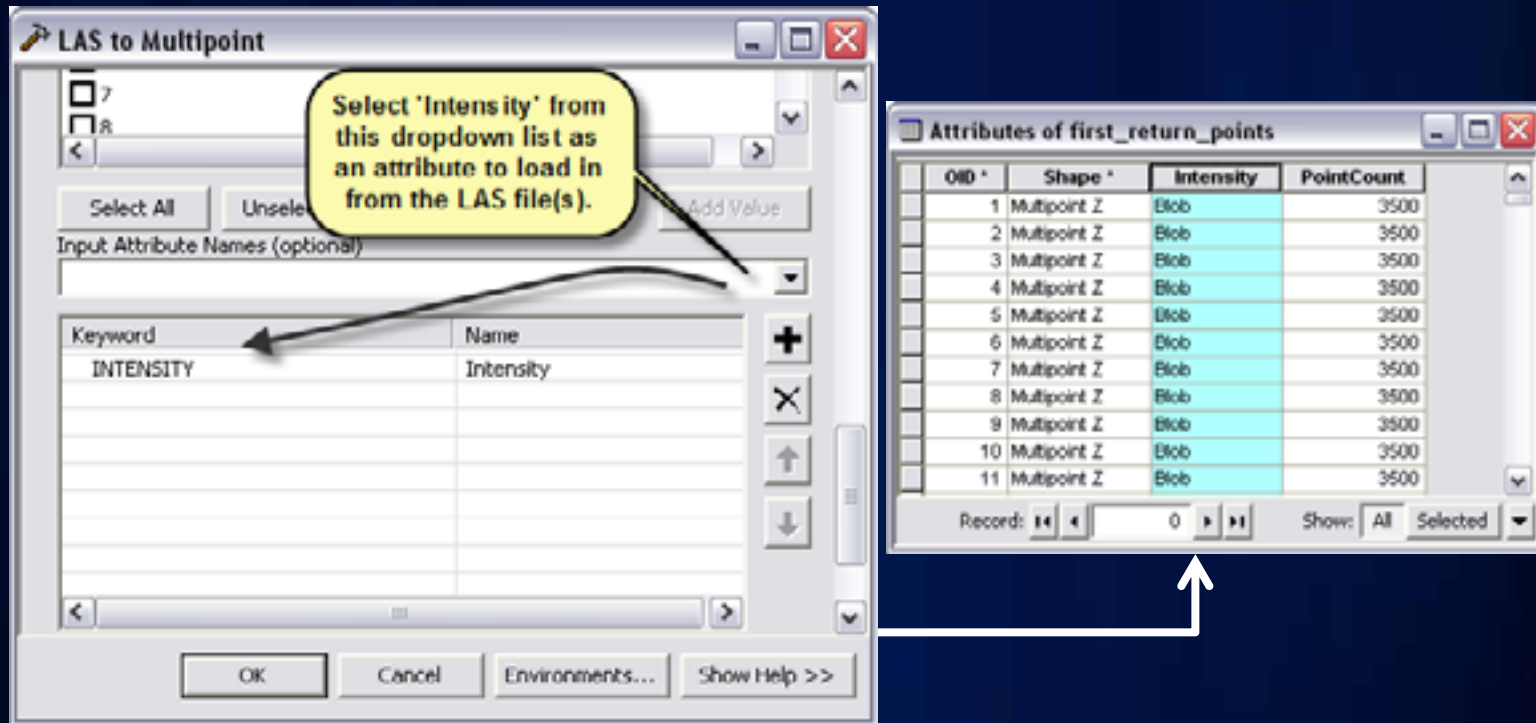 LAS to Multipoint
7
8
Select 'Intensity' from
this dropdown list as
an attribute to load in
from the LAS file(s).
Select All Unsele Add Value
Input Attribute Names (optional)
Keyword Name
INTENSITY Intensity
OK Cancel Environments... Show Help >>
Attributes of first_return_points
OID * Shape * Intensity PointCount
1 Multipoint Z Blob 3500
2 Multipoint Z Blob 3500
3 Multipoint Z Blob 3500
4 Multipoint Z Blob 3500
5 Multipoint Z Blob 3500
6 Multipoint Z Blob 3500
7 Multipoint Z Blob 3500
8 Multipoint Z Blob 3500
9 Multipoint Z Blob 3500
10 Multipoint Z Blob 3500
11 Multipoint Z Blob 3500
Record: 0 Show: All Selected